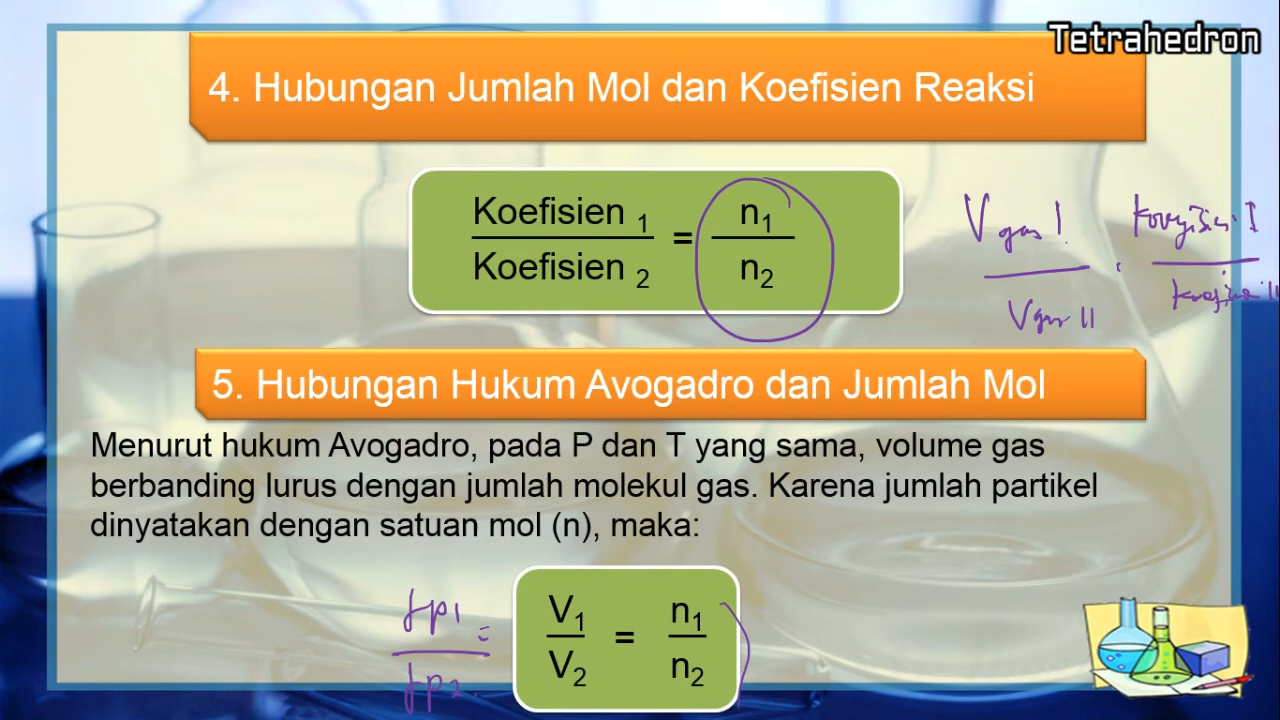 Tetrahedron
4. Hubungan Jumlah Mol dan Koefisien Reaksi
Koefisien 1
Koefisien 2
=
n1
n2
V gas I
V gas II
Koefisien I
5. Hubungan Hukum Avogadro dan Jumlah Mol
Menurut hukum Avogadro, pada P dan T yang sama, volume gas
berbanding lurus dengan jumlah molekul gas. Karena jumlah partikel
dinyatakan dengan satuan mol (n), maka:
=
V1
V2
=
n1
n2